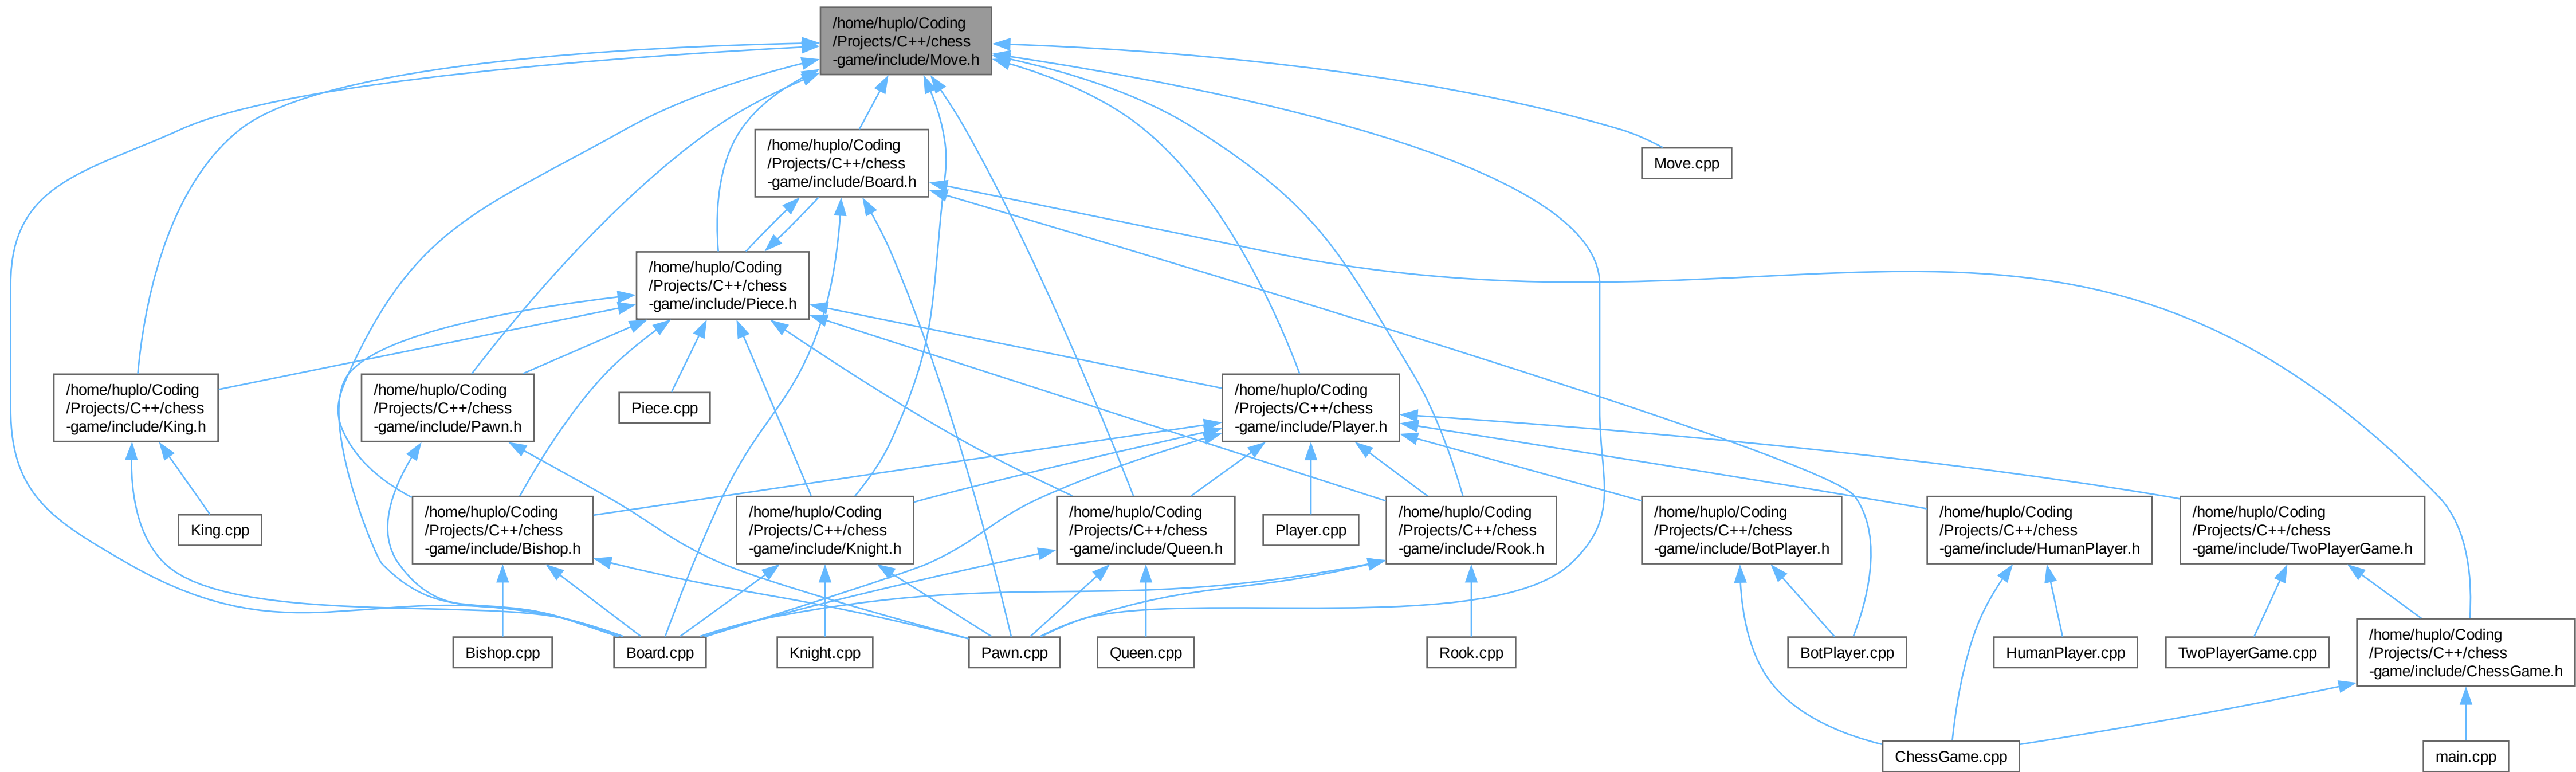 /home/huplo/Coding
/Projects/C++/chess
-game/include/Move.h
/home/huplo/Coding
/Projects/C++/chess
-game/include/Board.h
Move.cpp
/home/huplo/Coding
/Projects/C++/chess
-game/include/Piece.h
/home/huplo/Coding
/Projects/C++/chess
-game/include/King.h
/home/huplo/Coding
/Projects/C++/chess
-game/include/Pawn.h
Piece.cpp
/home/huplo/Coding
/Projects/C++/chess
-game/include/Player.h
King.cpp
/home/huplo/Coding
/Projects/C++/chess
-game/include/Bishop.h
/home/huplo/Coding
/Projects/C++/chess
-game/include/Knight.h
/home/huplo/Coding
/Projects/C++/chess
-game/include/Queen.h
Player.cpp
/home/huplo/Coding
/Projects/C++/chess
-game/include/Rook.h
/home/huplo/Coding
/Projects/C++/chess
-game/include/BotPlayer.h
/home/huplo/Coding
/Projects/C++/chess
-game/include/HumanPlayer.h
/home/huplo/Coding
/Projects/C++/chess
-game/include/TwoPlayerGame.h
Bishop.cpp
Board.cpp
Knight.cpp
Pawn.cpp
Queen.cpp
Rook.cpp
BotPlayer.cpp
HumanPlayer.cpp
TwoPlayerGame.cpp
/home/huplo/Coding
/Projects/C++/chess
-game/include/ChessGame.h
ChessGame.cpp
main.cpp